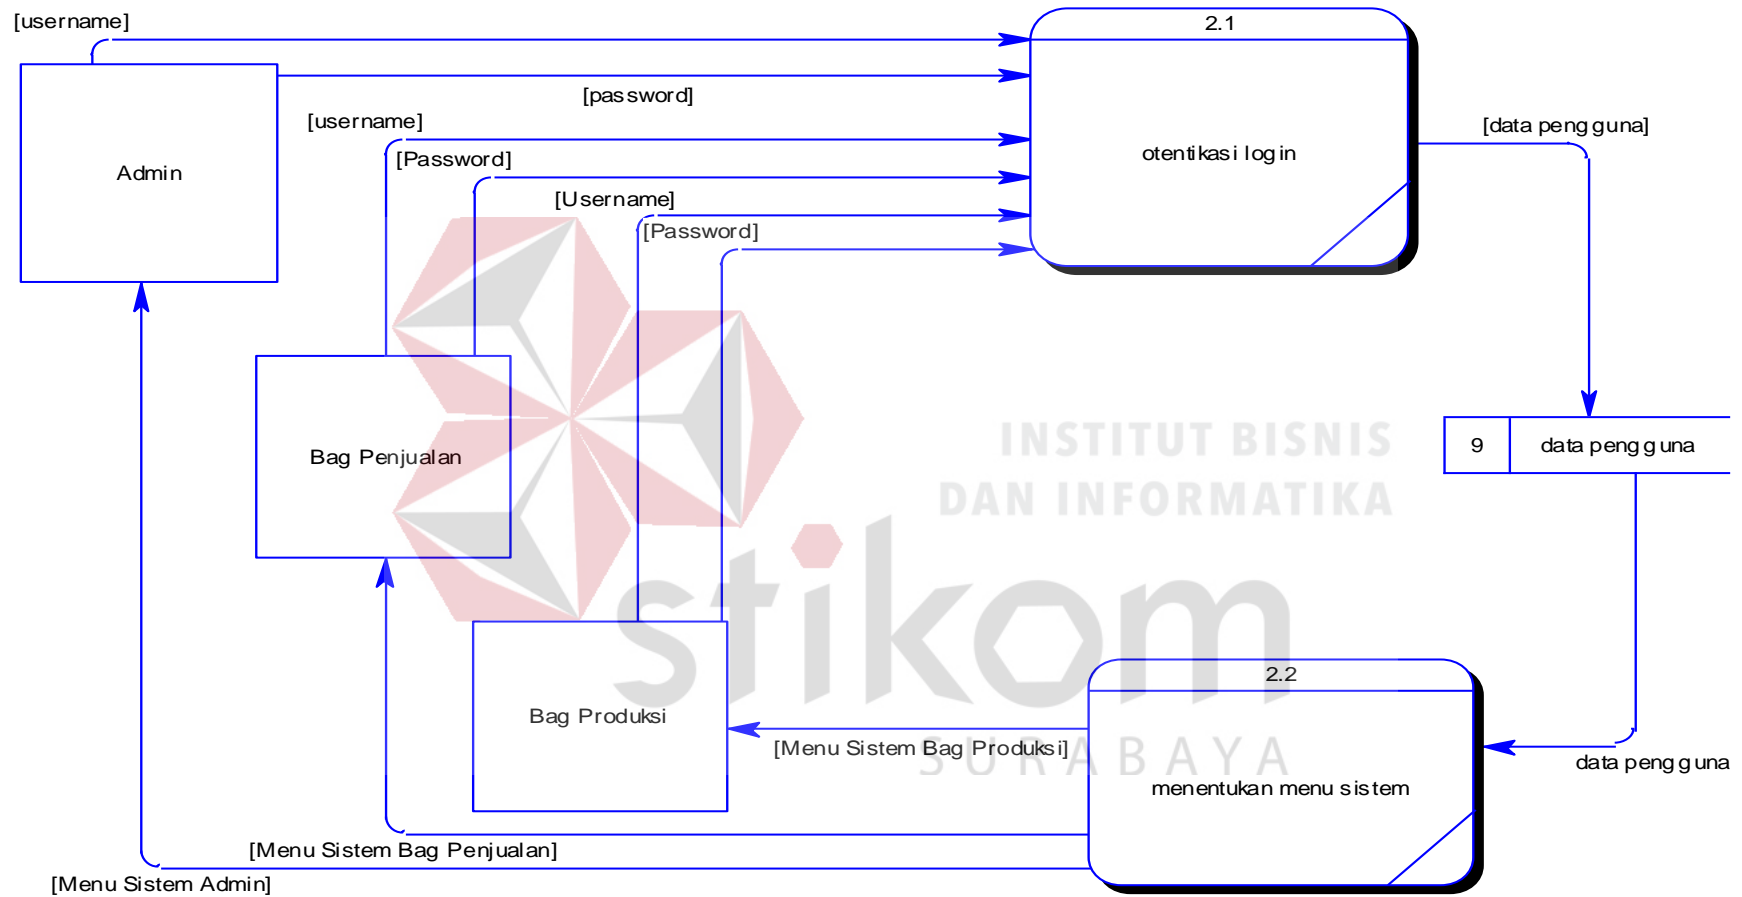 [username]
2.1
[password]
[username]
[data pengguna]
[Password]
otentikasi login
Admin
[Username]
[Password]
INSTITUT BISNIS
9
data pengguna
Bag Penjualan
DAN INFORMATIKA
stikom
2.2
Bag Produksi
[Menu Sistem Bag Produksi]
SURABAYA
data pengguna
menentukan menu sistem
[Menu Sistem Bag Penjualan]
[Menu Sistem Admin]